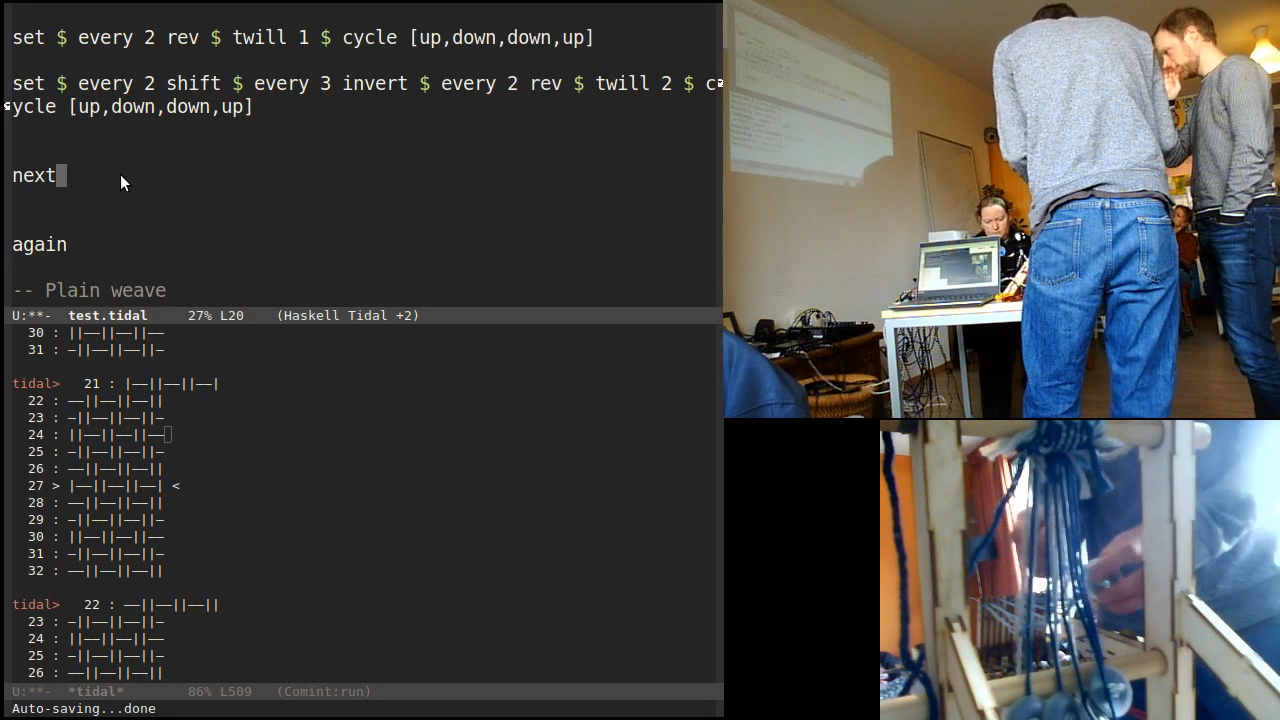 set $ every 2 rev $ twill 1 $ cycle [up,down,down,up]
set $ every 2 shift $ every 3 invert $ every 2 rev $ twill 2 $ c
ycle [up,down,down,up]
next
again
-- Plain weave
U:**-  test.tidal     27% L20    (Haskell Tidal +2)
30 : ||——||——||——
31 : —||——||——||—
tidal>   21 : |——||——||——|
22 : ——||——||——||
23 : —||——||——||—
24 : ||——||——||——
25 : —||——||——||—
26 : ——||——||——||
27 > |——||——||——| <
28 : ——||——||——||
29 : —||——||——||—
30 : ||——||——||——
31 : —||——||——||—
32 : ——||——||——||
tidal>   22 : ——||——||——||
23 : —||——||——||—
24 : ||——||——||——
25 : —||——||——||—
26 : ——||——||——||
U:**-  *tidal*        86% L509   (Comint:run)
Auto-saving...done